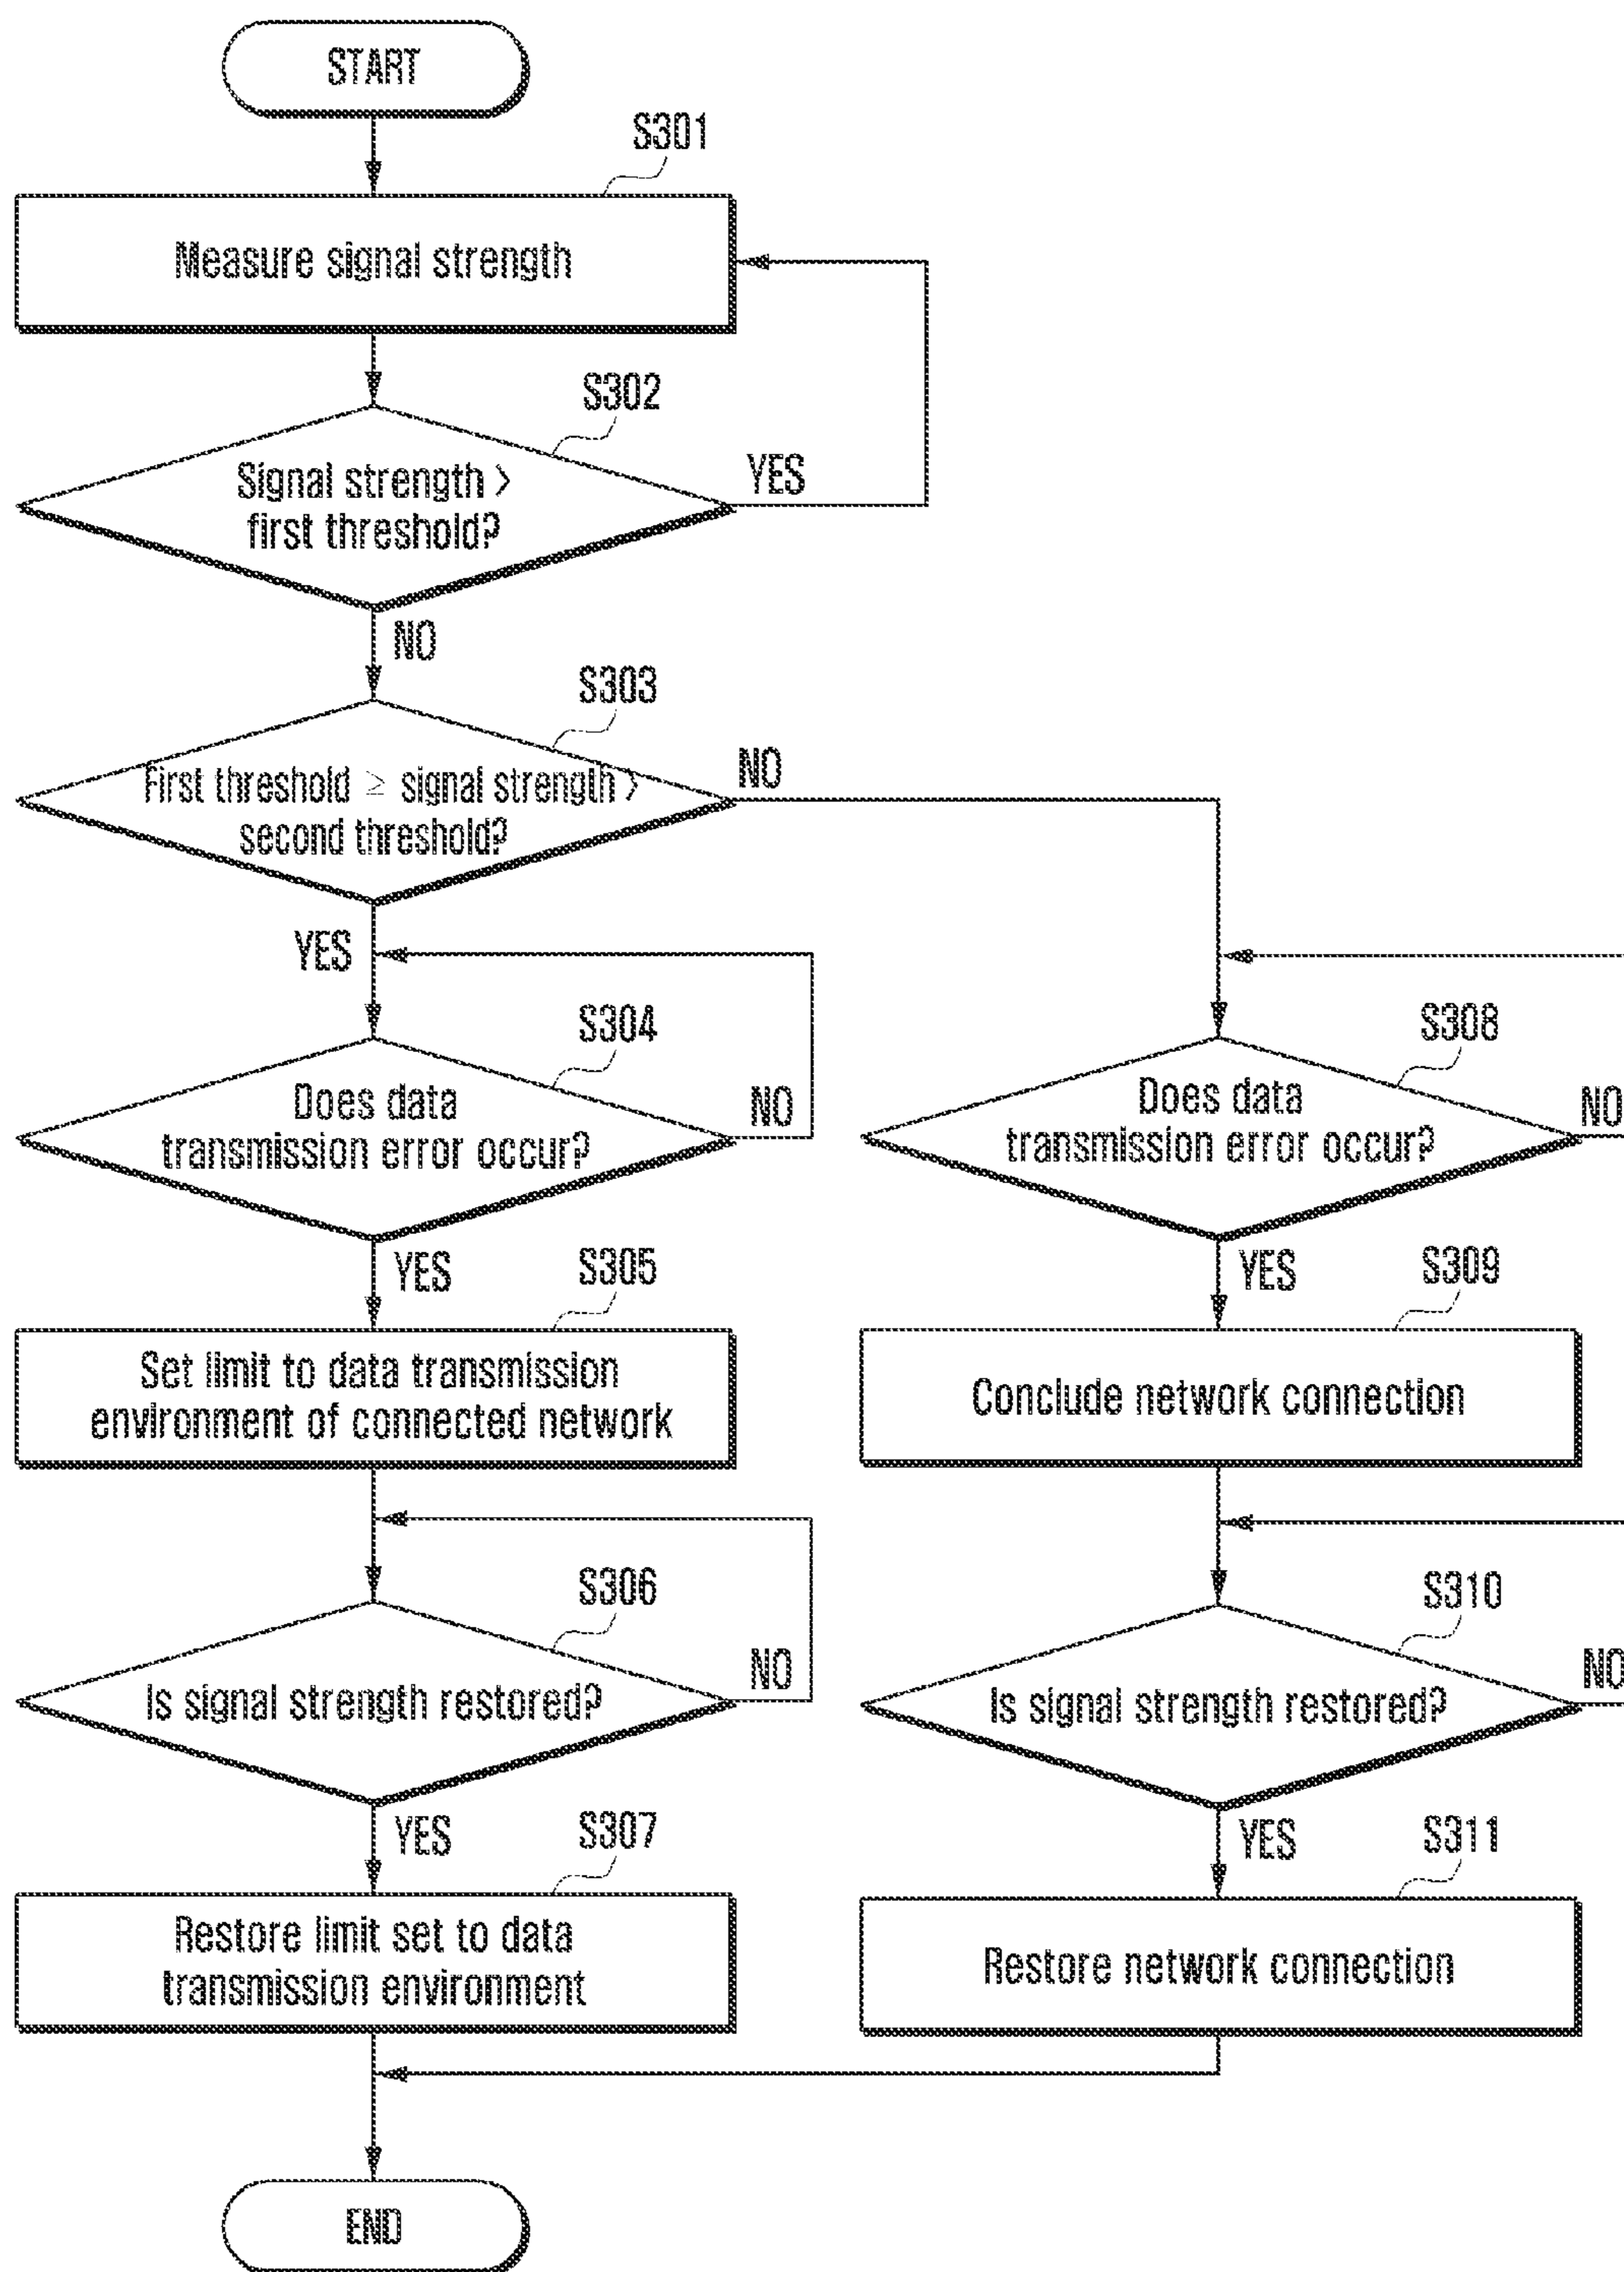 START
S301
Measure signal strength
S302
Signal strength >
first threshold?
YES
NO
S303
First threshold ≥ signal strength >
second threshold?
NO
YES
S304
Does data
transmission error occur?
NO
S308
Does data
transmission error occur?
NO
YES
S305
Set limit to data transmission
environment of connected network
YES
S309
Conclude network connection
S306
Is signal strength restored?
NO
S310
Is signal strength restored?
NO
YES
S307
Restore limit set to data
transmission environment
YES
S311
Restore network connection
END